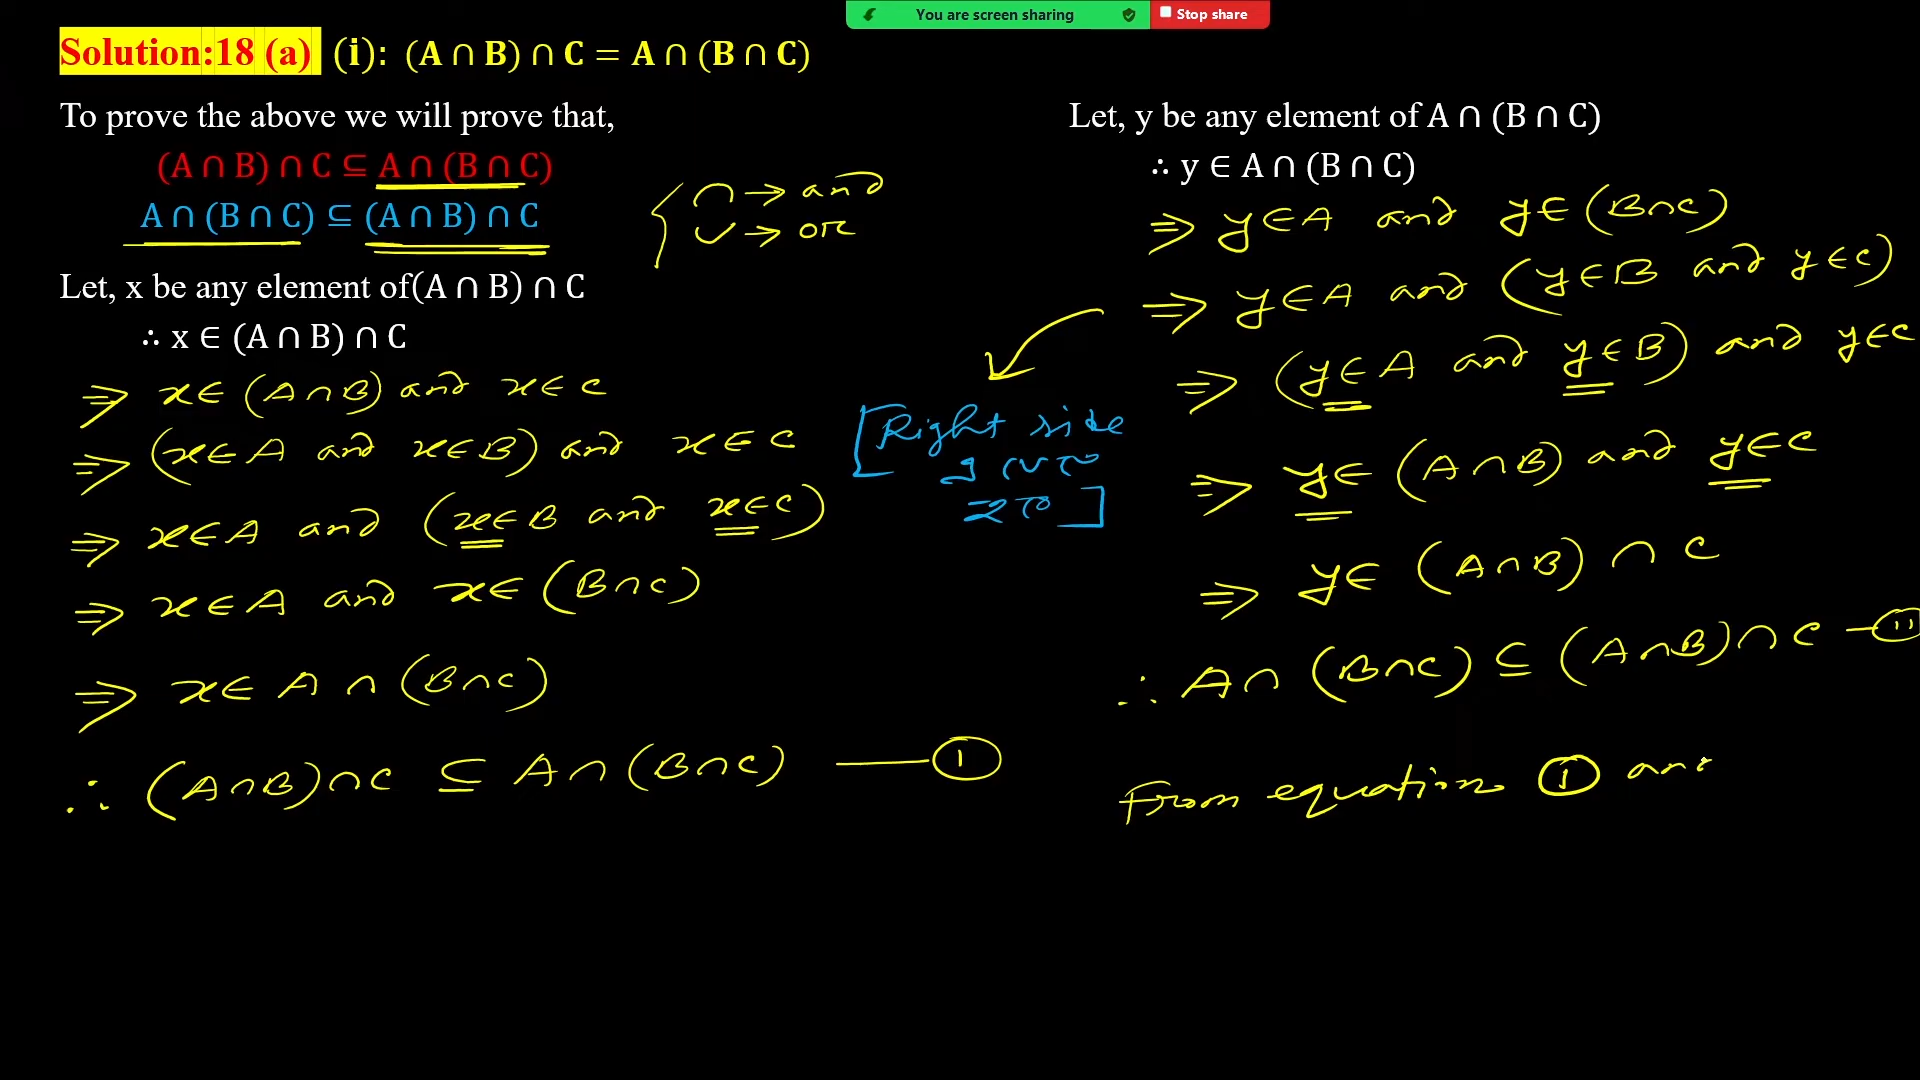 You are screen sharing Stop share
Solution:18 (a) (i): (A ∩ B) ∩ C = A ∩ (B ∩ C)
To prove the above we will prove that,
(A ∩ B) ∩ C ⊆ A ∩ (B ∩ C)
A ∩ (B ∩ C) ⊆ (A ∩ B) ∩ C
∩ → and
∪ → or
Let, x be any element of(A ∩ B) ∩ C
∴ x ∈ (A ∩ B) ∩ C
⇒ x ∈ (A ∩ B) and x ∈ C
⇒ (x ∈ A and x ∈ B) and x ∈ C
⇒ x ∈ A and (x ∈ B and x ∈ C)
⇒ x ∈ A and x ∈ (B ∩ C)
⇒ x ∈ A ∩ (B ∩ C)
∴ (A ∩ B) ∩ C ⊆ A ∩ (B ∩ C) — (i)
[Right side
Let, y be any element of A ∩ (B ∩ C)
∴ y ∈ A ∩ (B ∩ C)
⇒ y ∈ A and y ∈ (B ∩ C)
⇒ y ∈ A and (y ∈ B and y ∈ C)
⇒ (y ∈ A and y ∈ B) and y ∈ C
⇒ y ∈ (A ∩ B) and y ∈ C
⇒ y ∈ (A ∩ B) ∩ C
∴ A ∩ (B ∩ C) ⊆ (A ∩ B) ∩ C — (ii)
From equation (i) and